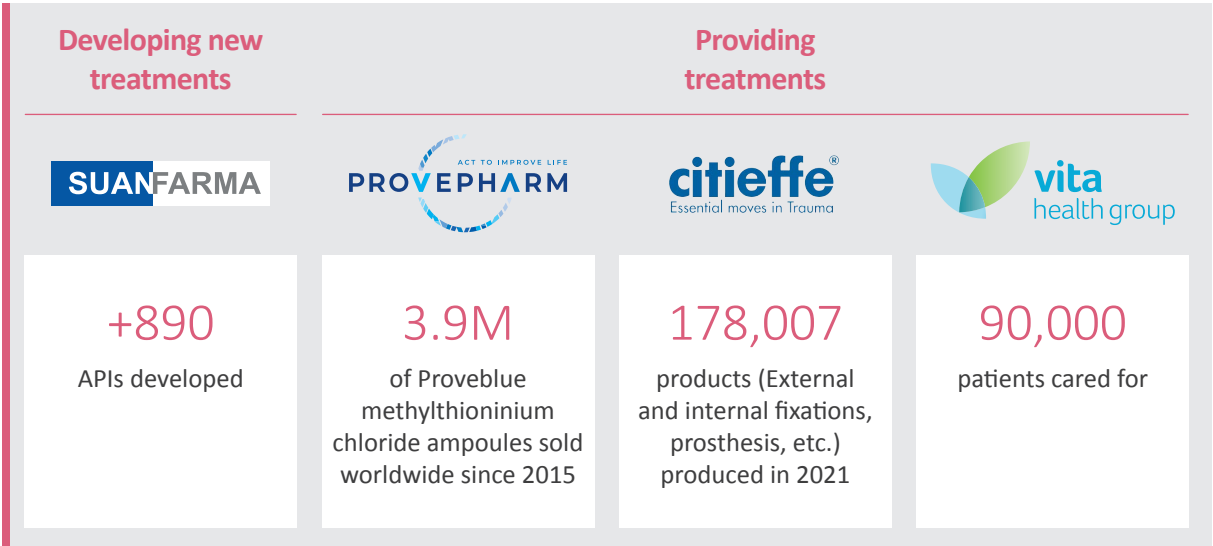 Developing new
treatments
Providing
treatments
SUANFARMA
ACT TO IMPROVE LIFE
PROVEPHARM
citieffe®
Essential moves in Trauma
vita
health group
+890
APIs developed
3.9M
of Proveblue
methylthioninium
chloride ampoules sold
worldwide since 2015
178,007
products (External
and internal fixations,
prosthesis, etc.)
produced in 2021
90,000
patients cared for